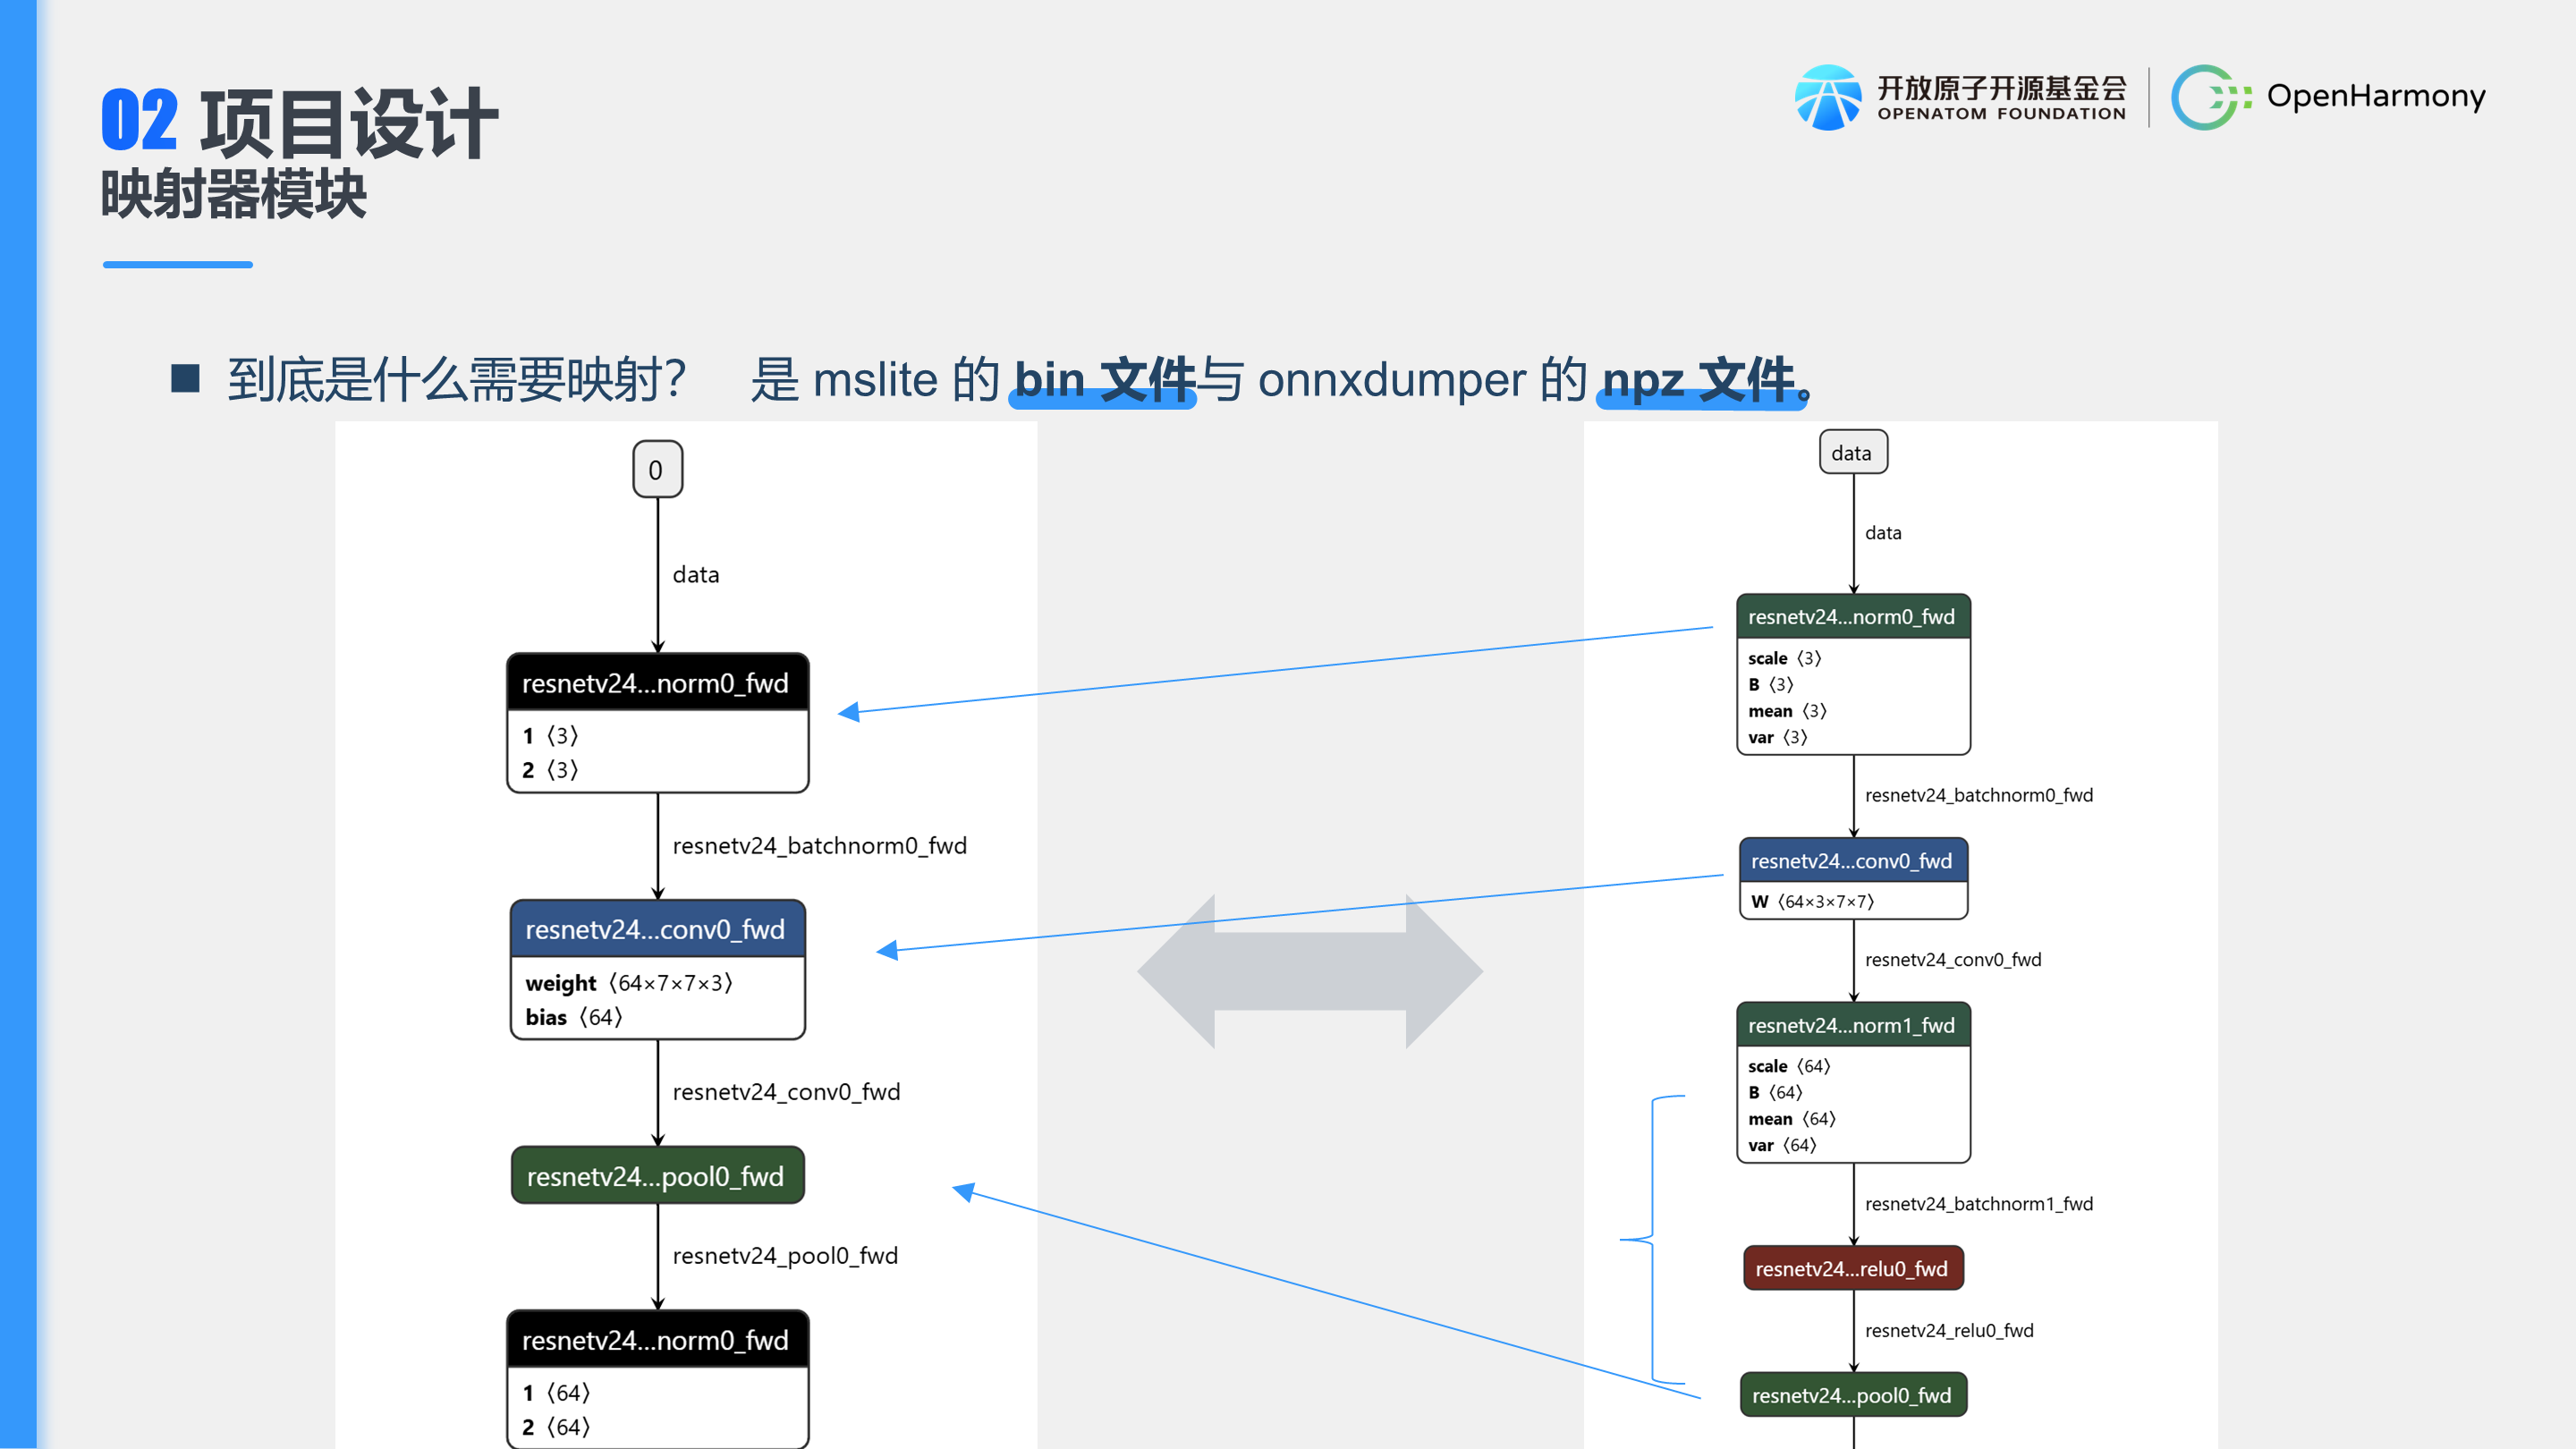 02 项目设计
映射器模块
开放原子开源基金会
OPENATOM FOUNDATION
OpenHarmony
■ 到底是什么需要映射？ 是 mslite 的 bin 文件与 onnxdumper 的 npz 文件。
0
data
resnetv24...norm0_fwd
1 〈3〉
2 〈3〉
resnetv24_batchnorm0_fwd
resnetv24...conv0_fwd
weight 〈64×7×7×3〉
bias 〈64〉
resnetv24_conv0_fwd
resnetv24...pool0_fwd
resnetv24_pool0_fwd
resnetv24...norm0_fwd
1 〈64〉
2 〈64〉
data
data
resnetv24...norm0_fwd
scale 〈3〉
B 〈3〉
mean 〈3〉
var 〈3〉
resnetv24_batchnorm0_fwd
resnetv24...conv0_fwd
W 〈64×3×7×7〉
resnetv24_conv0_fwd
resnetv24...norm1_fwd
scale 〈64〉
B 〈64〉
mean 〈64〉
var 〈64〉
resnetv24_batchnorm1_fwd
resnetv24...relu0_fwd
resnetv24_relu0_fwd
resnetv24...pool0_fwd